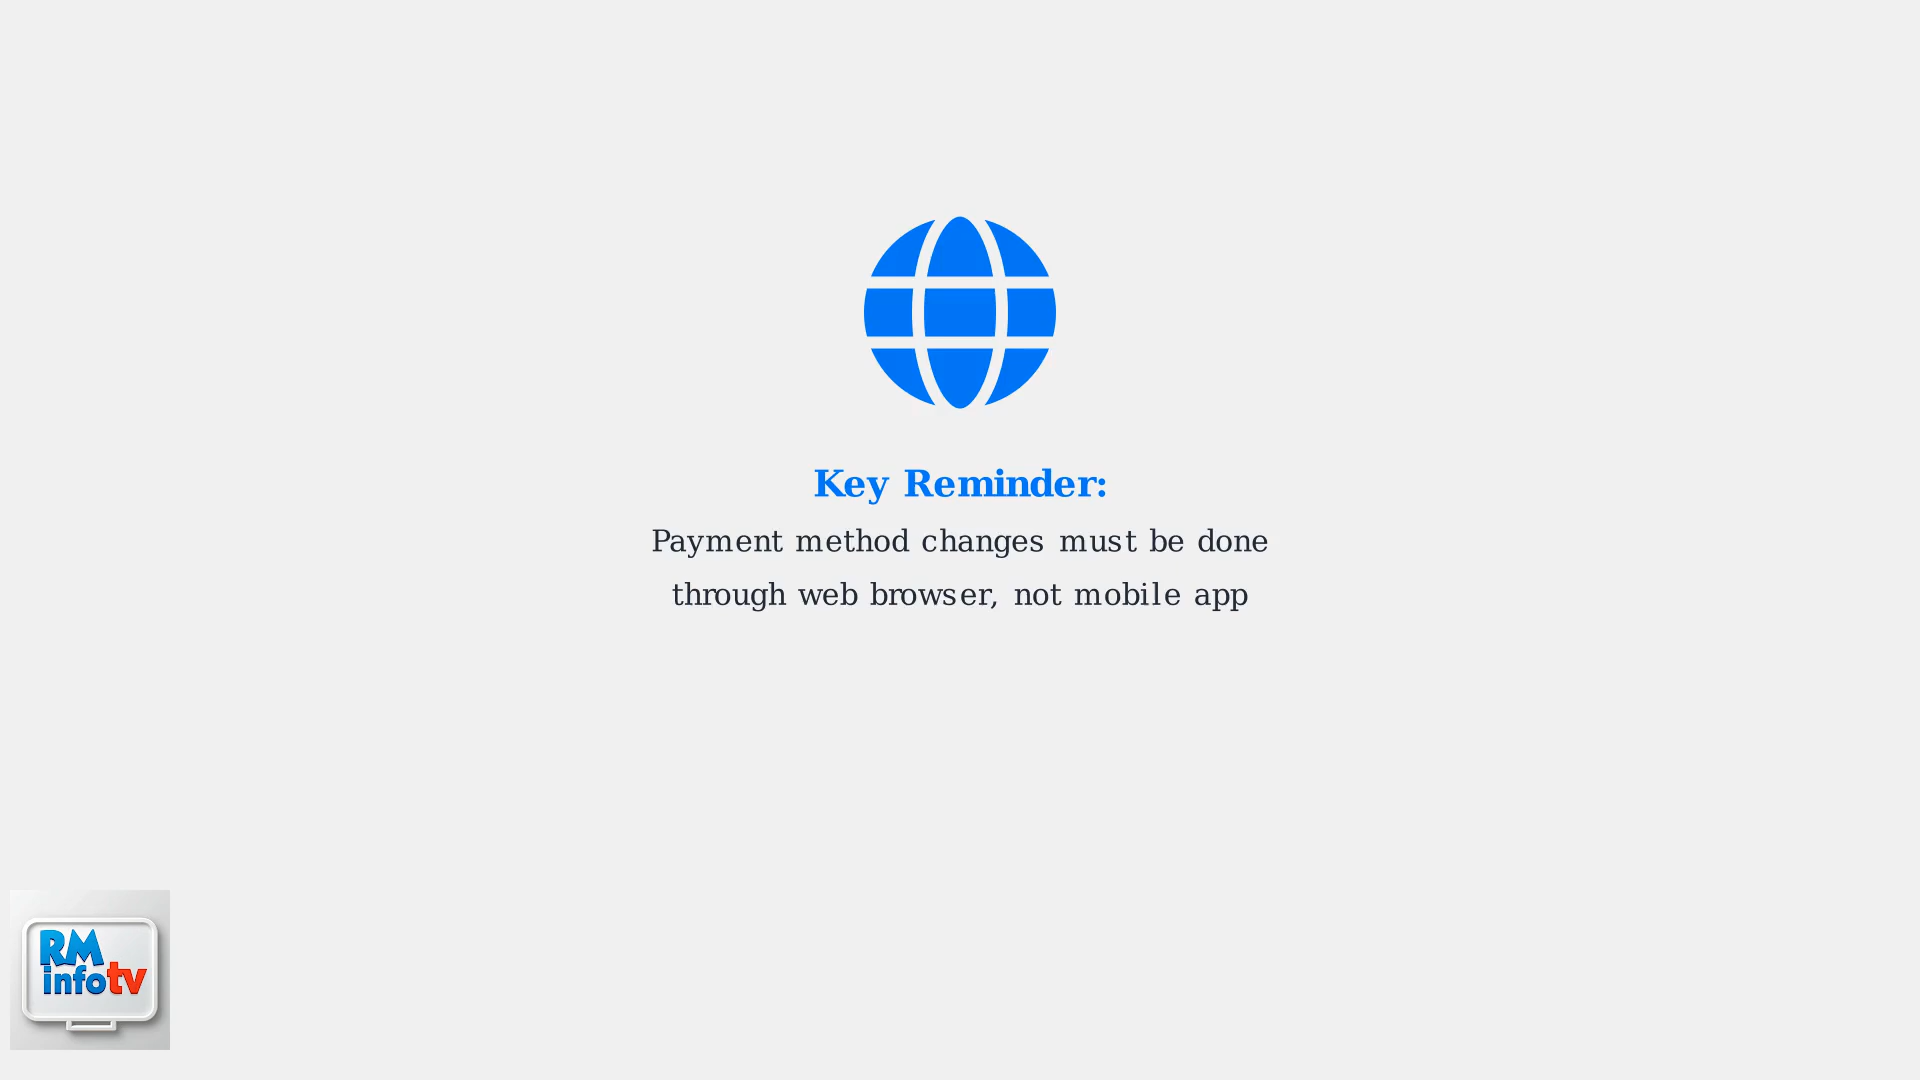 Key Reminder:
Payment method changes must be done
through web browser, not mobile app
RM
infotv